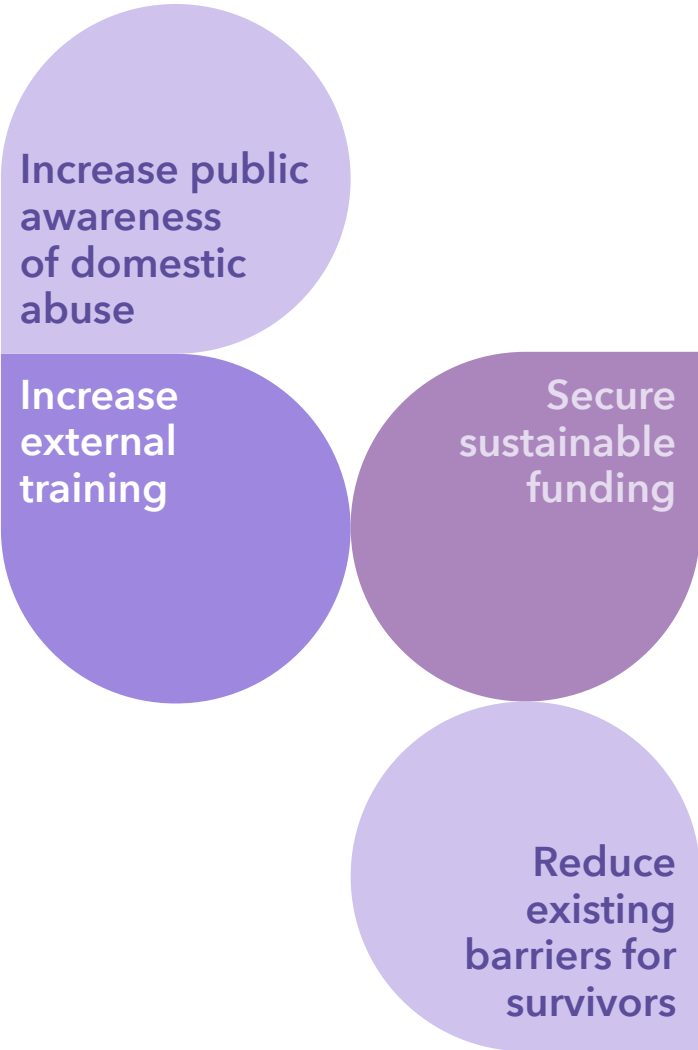 Increase public
awareness
of domestic
abuse
Increase
external
training
Secure
sustainable
funding
Reduce
existing
barriers for
survivors